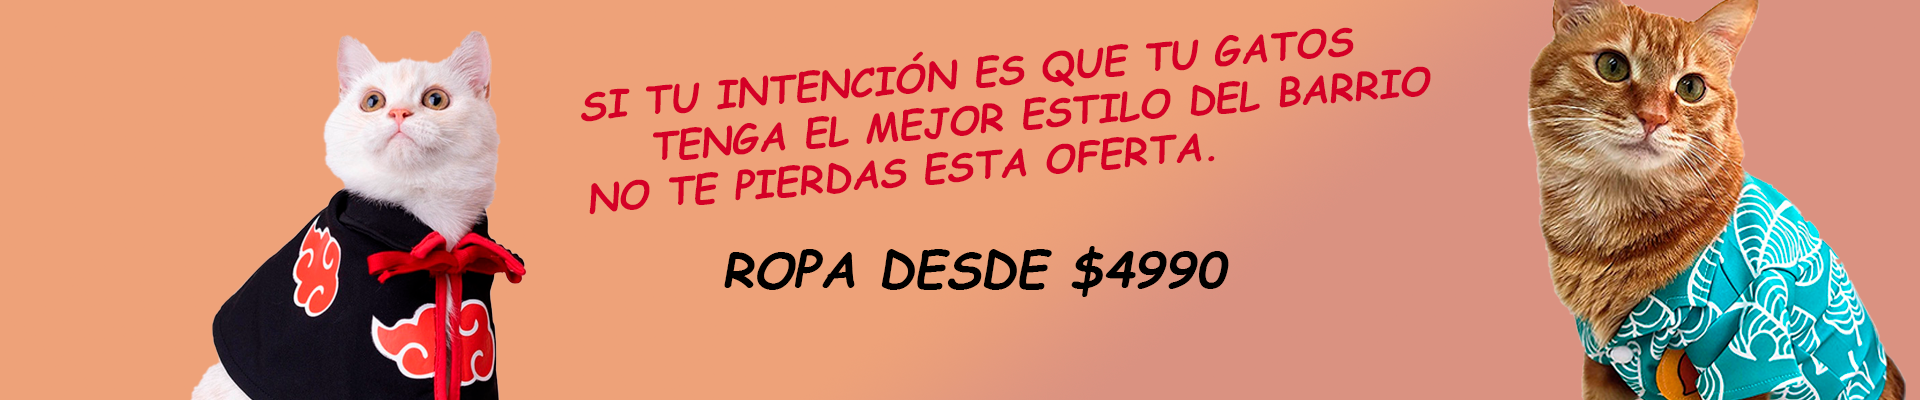 SI TU INTENCIÓN ES QUE TU GATOS
TENGA EL MEJOR ESTILO DEL BARRIO
NO TE PIERDAS ESTA OFERTA.
ROPA DESDE $4990